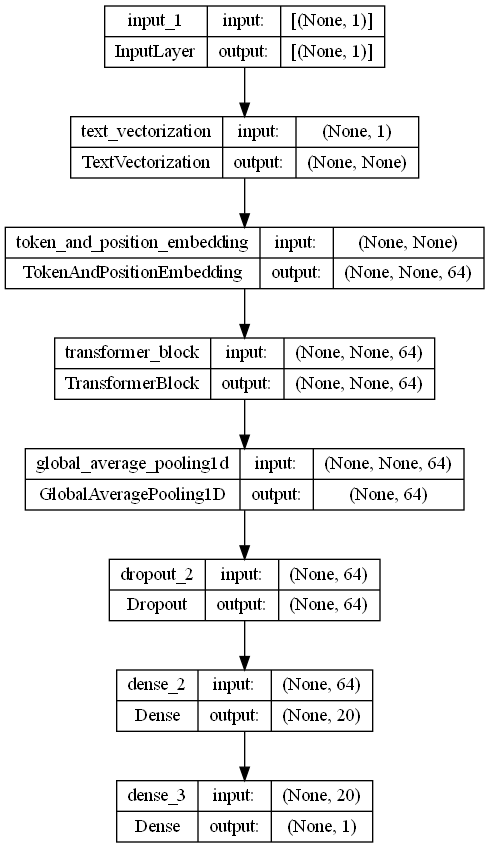 input_1 input: [(None, 1)]
InputLayer output: [(None, 1)]
text_vectorization input: (None, 1)
TextVectorization output: (None, None)
token_and_position_embedding input: (None, None)
TokenAndPositionEmbedding output: (None, None, 64)
transformer_block input: (None, None, 64)
TransformerBlock output: (None, None, 64)
global_average_pooling1d input: (None, None, 64)
GlobalAveragePooling1D output: (None, 64)
dropout_2 input: (None, 64)
Dropout output: (None, 64)
dense_2 input: (None, 64)
Dense output: (None, 20)
dense_3 input: (None, 20)
Dense output: (None, 1)